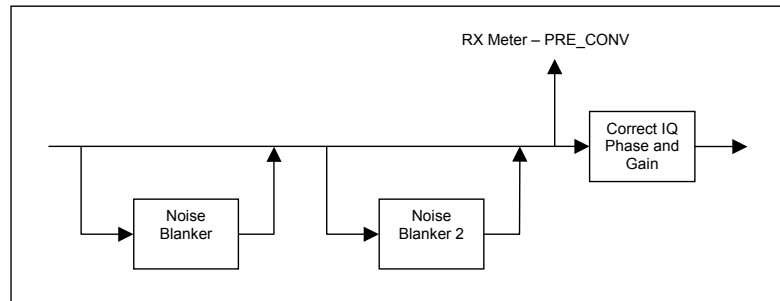 RX Meter – PRE_CONV
Correct IQ
Phase and
Gain
Noise
Blanker
Noise
Blanker 2